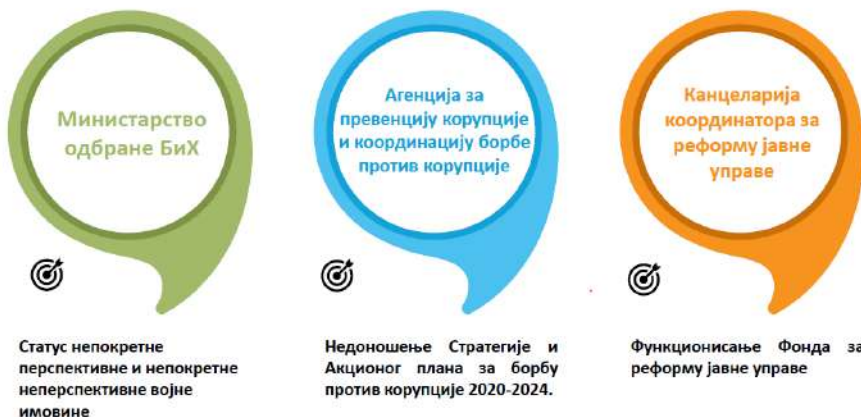 Министарство
одбране БиХ
Агенција за
превенцију корупције
и координацију борбе
против корупције
Канцеларија
координатора за
реформу јавне
управе
Статус непокретне
перспективне и непокретне
неперспективне војне
имовине
Недоношење Стратегије и
Акционог плана за борбу
против корупције 2020-2024.
Функционисање Фонда за
реформу јавне управе